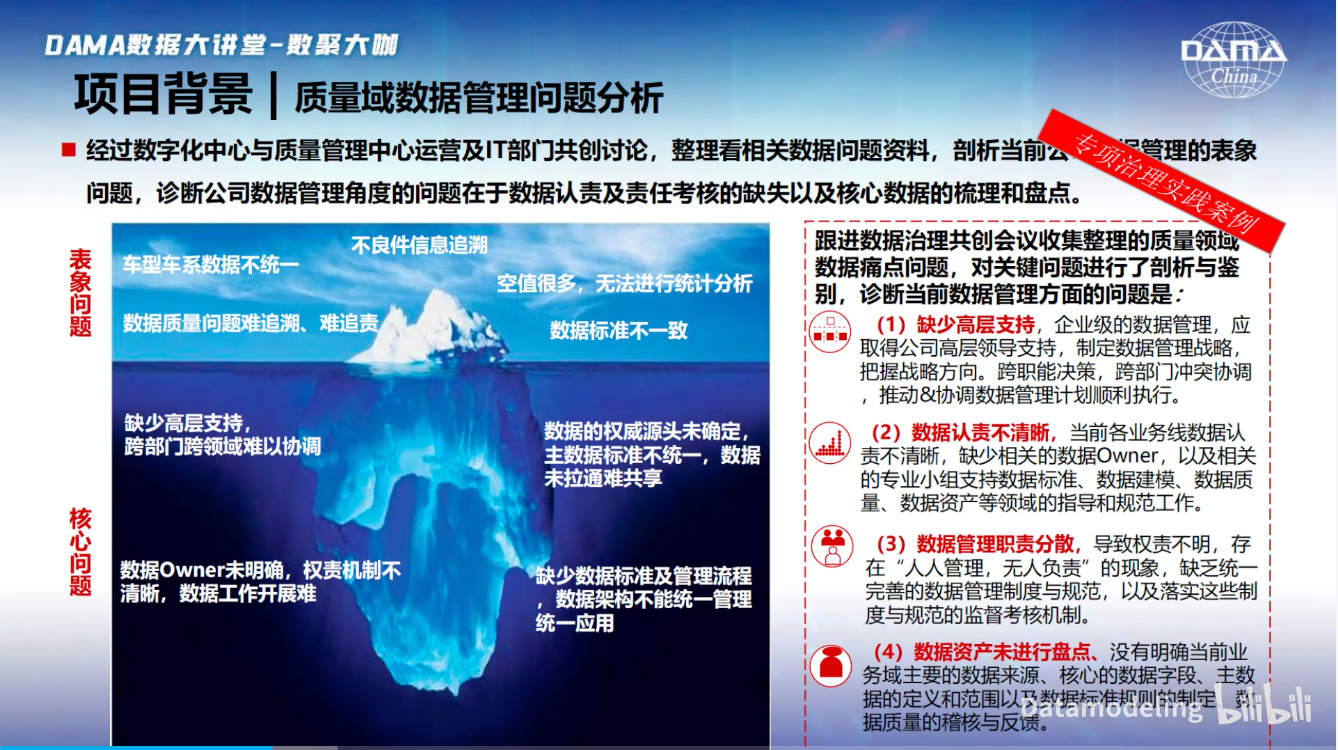 DAMA数据大讲堂-数聚大咖
DAMA
China
项目背景 | 质量域数据管理问题分析
专项治理实践案例
■ 经过数字化中心与质量管理中心运营及IT部门共创讨论，整理看相关数据问题资料，剖析当前公 据管理的表象
问题，诊断公司数据管理角度的问题在于数据认责及责任考核的缺失以及核心数据的梳理和盘点。
表象问题
不良件信息追溯
车型车系数据不统一
空值很多，无法进行统计分析
数据质量问题难追溯、难追责
数据标准不一致
核心问题
缺少高层支持，
跨部门跨领域难以协调
数据的权威源头未确定，
主数据标准不统一，数据
未拉通难共享
数据Owner未明确，权责机制不
清晰，数据工作开展难
缺少数据标准及管理流程
，数据架构不能统一管理
统一应用
跟进数据治理共创会议收集整理的质量领域
数据痛点问题，对关键问题进行了剖析与鉴
别，诊断当前数据管理方面的问题是：
（1）缺少高层支持，企业级的数据管理，应
取得公司高层领导支持，制定数据管理战略，
把握战略方向。跨职能决策，跨部门冲突协调
，推动&协调数据管理计划顺利执行。
（2）数据认责不清晰，当前各业务线数据认
责不清晰，缺少相关的数据Owner，以及相关
的专业小组支持数据标准、数据建模、数据质
量、数据资产等领域的指导和规范工作。
（3）数据管理职责分散，导致权责不明，存
在“人人管理，无人负责”的现象，缺乏统一
完善的数据管理制度与规范，以及落实这些制
度与规范的监督考核机制。
（4）数据资产未进行盘点、没有明确当前业
务域主要的数据来源、核心的数据字段、主数
据的定义和范围以及数据标准规则的制定、数
据质量的稽核与反馈。
Datamodeling bilibili